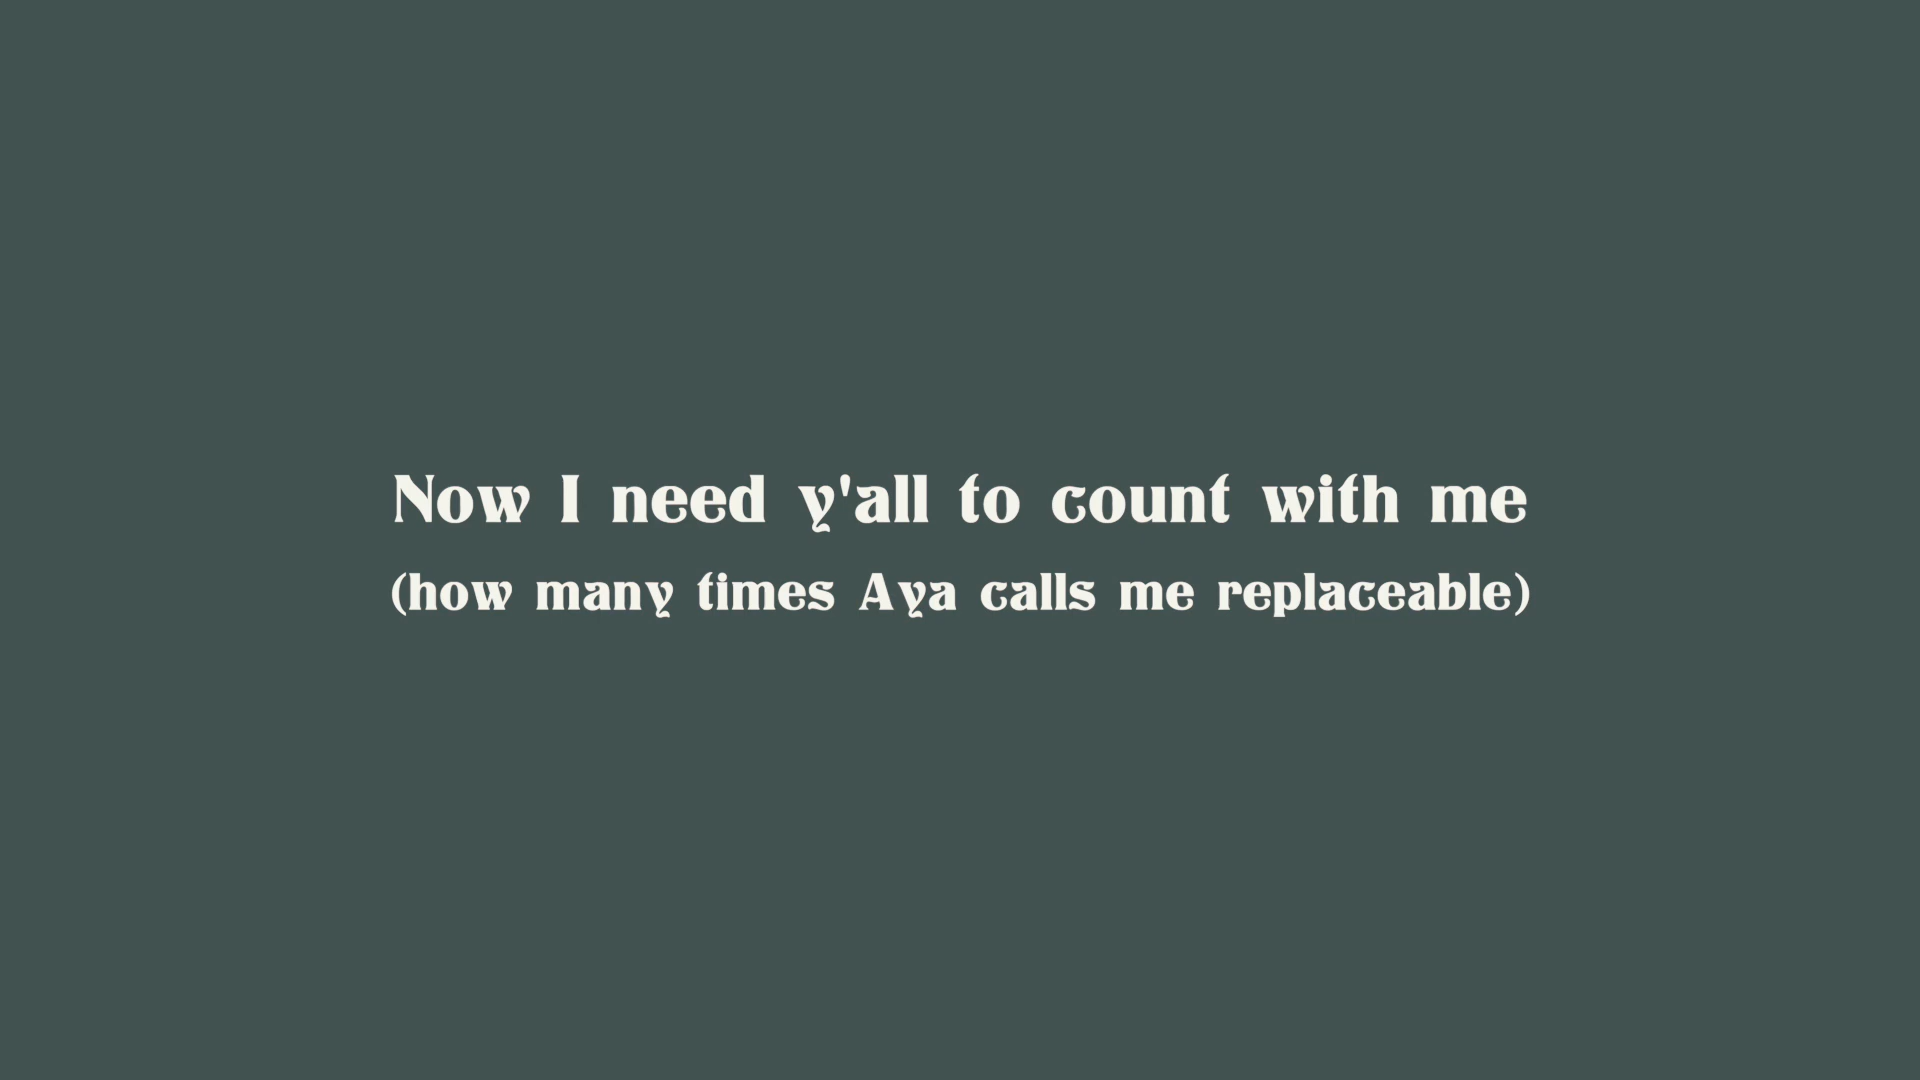 Now I need y'all to count with me
(how many times Aya calls me replaceable)